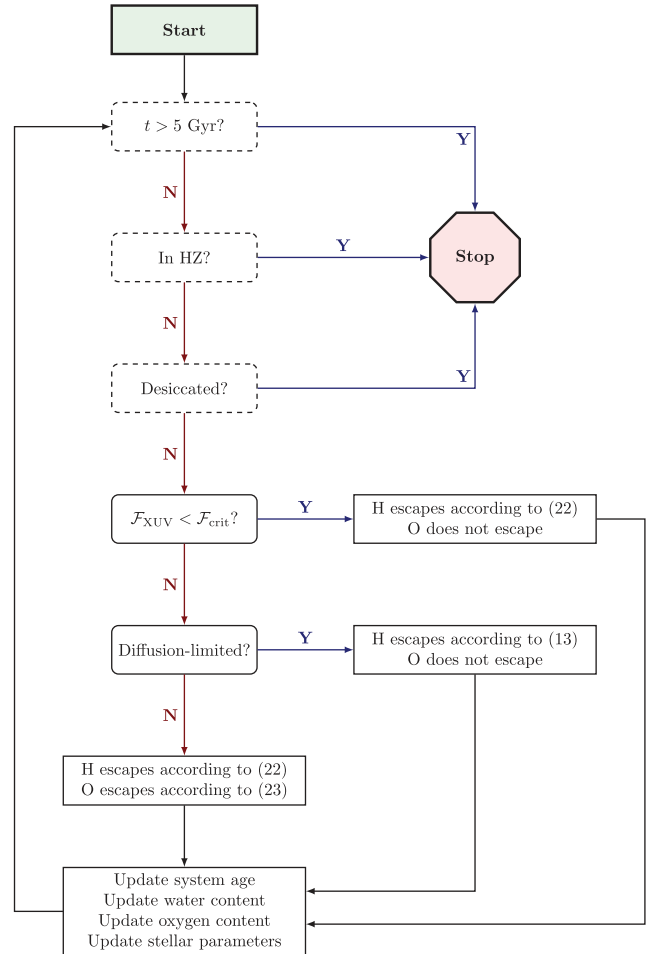 Start
t > 5 Gyr?
Y
N
In HZ?
Y
Stop
N
Desiccated?
Y
N
ℱ_XUV < ℱ_crit?
Y
H escapes according to (22)
O does not escape
N
Diffusion-limited?
Y
H escapes according to (13)
O does not escape
N
H escapes according to (22)
O escapes according to (23)
Update system age
Update water content
Update oxygen content
Update stellar parameters